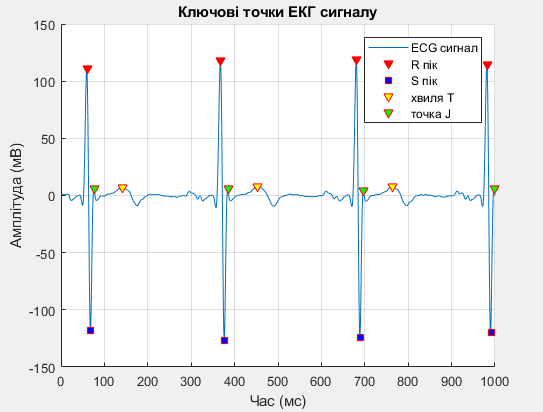 Ключові точки ЕКГ сигналу
ECG сигнал
R пік
S пік
хвиля T
точка J
Амплітуда (мВ)
150
100
50
0
-50
-100
-150
0 100 200 300 400 500 600 700 800 900 1000
Час (мс)